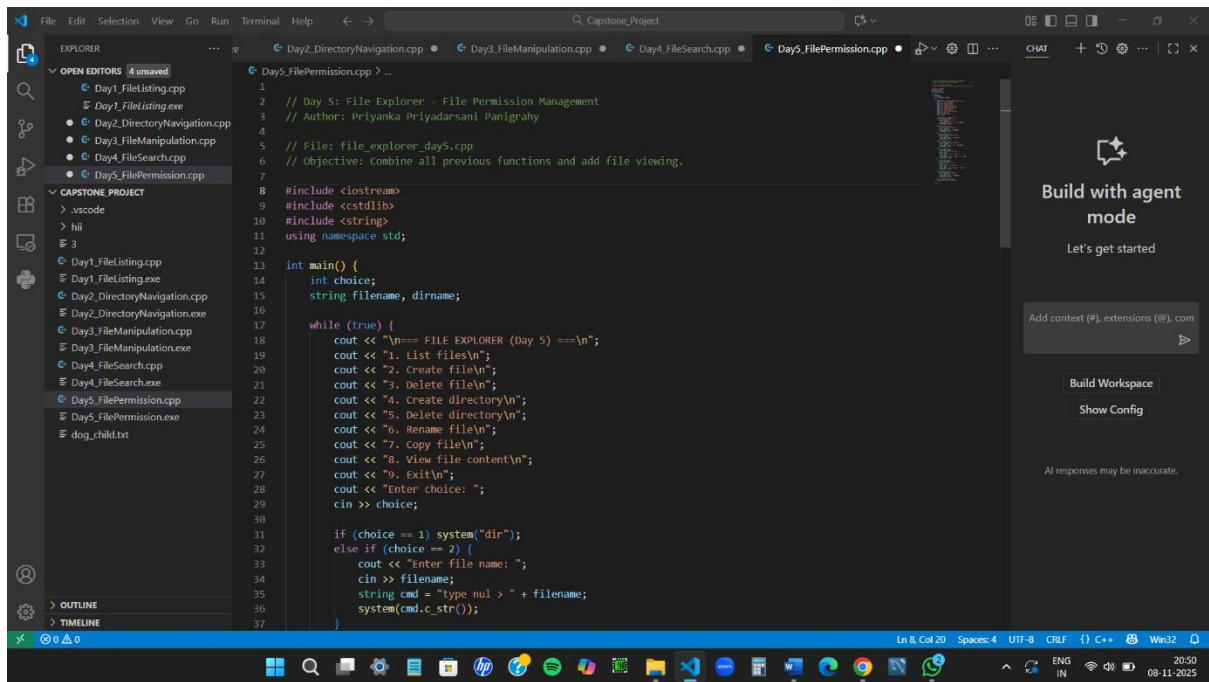 File Edit Selection View Go Run Terminal Help
Capstone_Project
EXPLORER
OPEN EDITORS 4 unsaved
Day1_FileListing.cpp
Day1_FileListing.exe
Day2_DirectoryNavigation.cpp
Day3_FileManipulation.cpp
Day4_FileSearch.cpp
Day5_FilePermission.cpp
CAPSTONE_PROJECT
> .vscode
> hii
3
Day1_FileListing.cpp
Day1_FileListing.exe
Day2_DirectoryNavigation.cpp
Day2_DirectoryNavigation.exe
Day3_FileManipulation.cpp
Day3_FileManipulation.exe
Day4_FileSearch.cpp
Day4_FileSearch.exe
Day5_FilePermission.cpp
Day5_FilePermission.exe
dog_child.txt
> OUTLINE
> TIMELINE
Day2_DirectoryNavigation.cpp Day3_FileManipulation.cpp Day4_FileSearch.cpp Day5_FilePermission.cpp
Day5_FilePermission.cpp > ...
1
2 // Day 5: File Explorer - File Permission Management
3 // Author: Priyanka Priyadarsani Panigrahy
4
5 // File: file_explorer_day5.cpp
6 // Objective: Combine all previous functions and add file viewing.
7
8 #include <iostream>
9 #include <cstdlib>
10 #include <string>
11 using namespace std;
12
13 int main() {
14 int choice;
15 string filename, dirname;
16
17 while (true) {
18 cout << "\n=== FILE EXPLORER (Day 5) ===\n";
19 cout << "1. List files\n";
20 cout << "2. Create file\n";
21 cout << "3. Delete file\n";
22 cout << "4. Create directory\n";
23 cout << "5. Delete directory\n";
24 cout << "6. Rename file\n";
25 cout << "7. Copy file\n";
26 cout << "8. View file content\n";
27 cout << "9. Exit\n";
28 cout << "Enter choice: ";
29 cin >> choice;
30
31 if (choice == 1) system("dir");
32 else if (choice == 2) {
33 cout << "Enter file name: ";
34 cin >> filename;
35 string cmd = "type nul > " + filename;
36 system(cmd.c_str());
37 }
CHAT
Build with agent
mode
Let's get started
Add context (#), extensions (@), com
Build Workspace
Show Config
AI responses may be inaccurate.
0 0
Ln 8, Col 20 Spaces: 4 UTF-8 CRLF {} C++ Win32
ENG
IN
20:50
08-11-2025